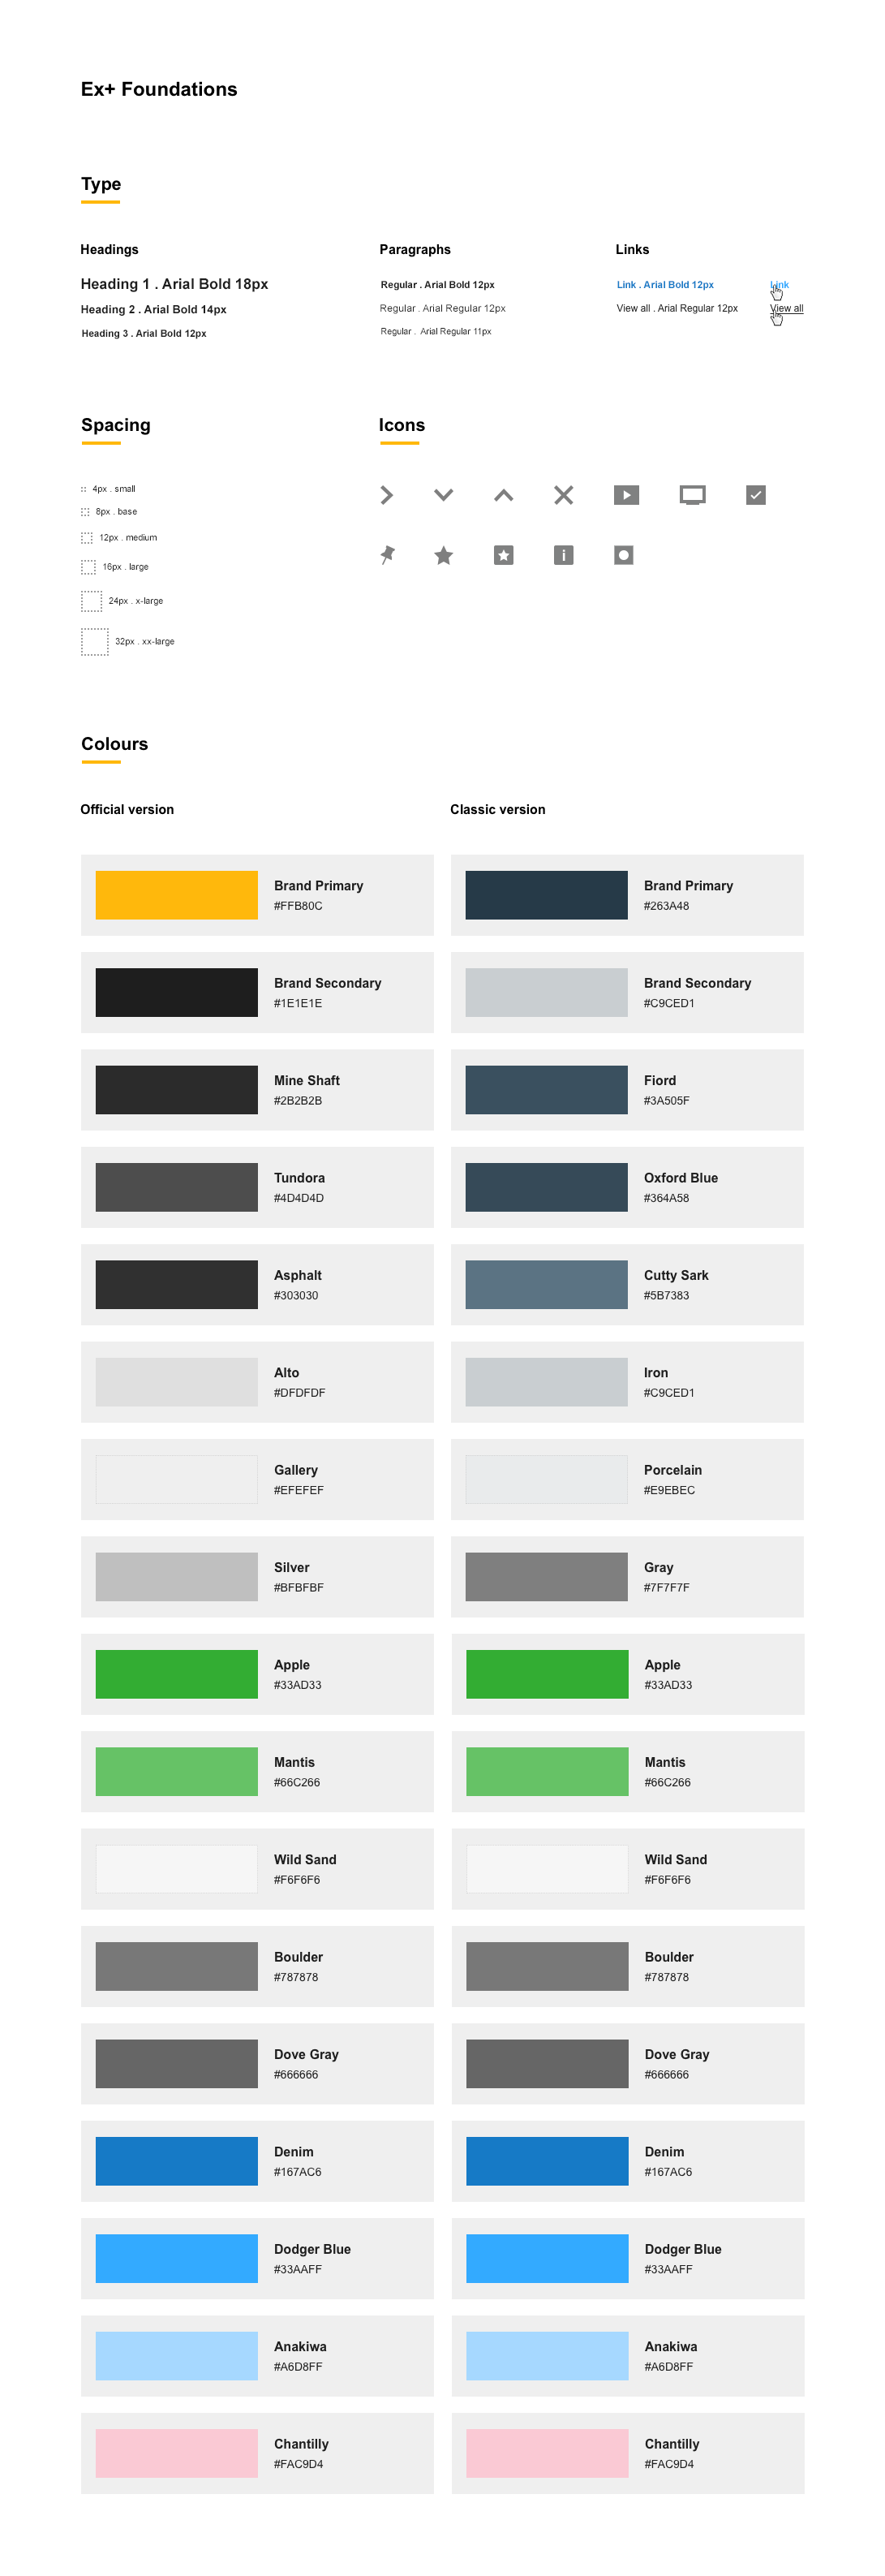 Ex+ Foundations
Type
Headings
Heading 1 . Arial Bold 18px
Heading 2 . Arial Bold 14px
Heading 3 . Arial Bold 12px
Paragraphs
Regular . Arial Bold 12px
Regular . Arial Regular 12px
Regular .  Arial Regular 11px
Links
Link . Arial Bold 12px
Link
View all . Arial Regular 12px
View all
Spacing
4px . small
8px . base
12px . medium
16px . large
24px . x-large
32px . xx-large
Icons
Colours
Official version
Brand Primary
#FFB80C
Brand Secondary
#1E1E1E
Mine Shaft
#2B2B2B
Tundora
#4D4D4D
Asphalt
#303030
Alto
#DFDFDF
Gallery
#EFEFEF
Silver
#BFBFBF
Apple
#33AD33
Mantis
#66C266
Wild Sand
#F6F6F6
Boulder
#787878
Dove Gray
#666666
Denim
#167AC6
Dodger Blue
#33AAFF
Anakiwa
#A6D8FF
Chantilly
#FAC9D4
Classic version
Brand Primary
#263A48
Brand Secondary
#C9CED1
Fiord
#3A505F
Oxford Blue
#364A58
Cutty Sark
#5B7383
Iron
#C9CED1
Porcelain
#E9EBEC
Gray
#7F7F7F
Apple
#33AD33
Mantis
#66C266
Wild Sand
#F6F6F6
Boulder
#787878
Dove Gray
#666666
Denim
#167AC6
Dodger Blue
#33AAFF
Anakiwa
#A6D8FF
Chantilly
#FAC9D4